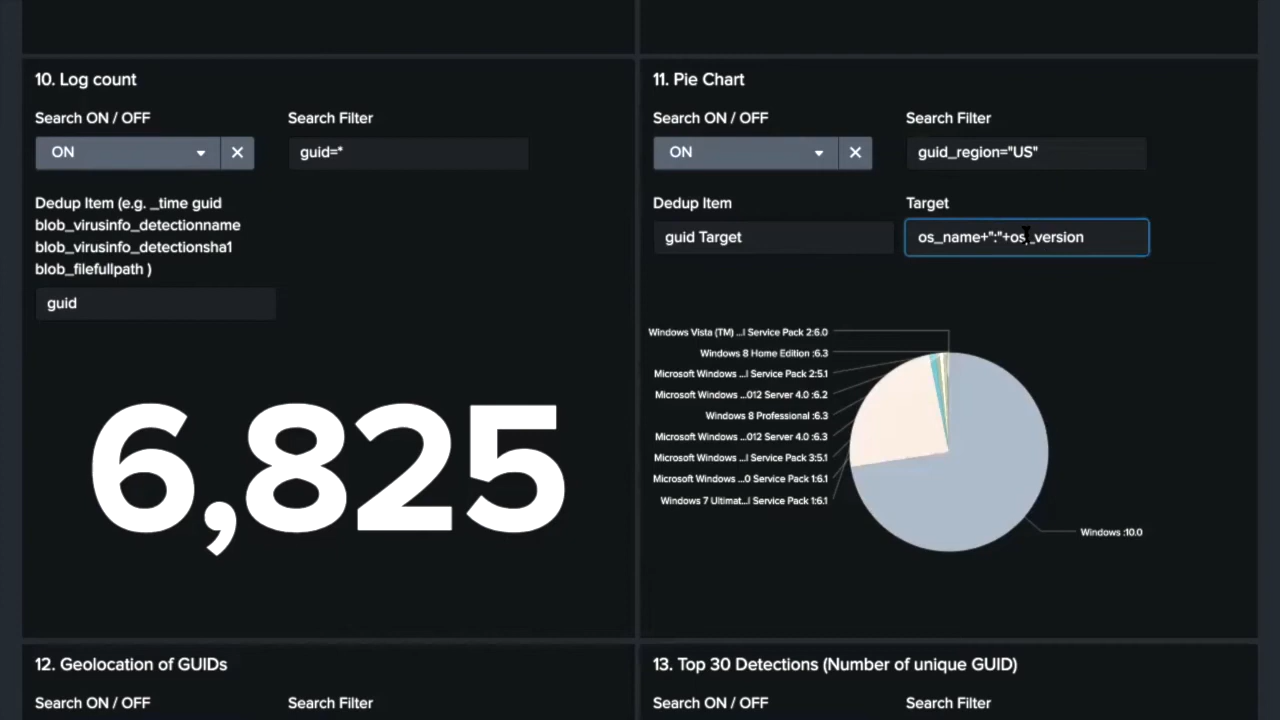 10. Log count
Search ON / OFF
Search Filter
ON
guid=*
Dedup Item (e.g. _time guid
blob_virusinfo_detectionname
blob_virusinfo_detectionsha1
blob_filefullpath )
guid
6,825
11. Pie Chart
Search ON / OFF
Search Filter
ON
guid_region="US"
Dedup Item
Target
guid Target
os_name+":"+os_version
Windows Vista (TM) ...l Service Pack 2:6.0
Windows 8 Home Edition :6.3
Microsoft Windows ...l Service Pack 2:5.1
Microsoft Windows ...012 Server 4.0 :6.2
Windows 8 Professional :6.3
Microsoft Windows ...012 Server 4.0 :6.3
Microsoft Windows ...l Service Pack 3:5.1
Microsoft Windows ...0 Service Pack 1:6.1
Windows 7 Ultimat...l Service Pack 1:6.1
Windows :10.0
12. Geolocation of GUIDs
Search ON / OFF
Search Filter
13. Top 30 Detections (Number of unique GUID)
Search ON / OFF
Search Filter